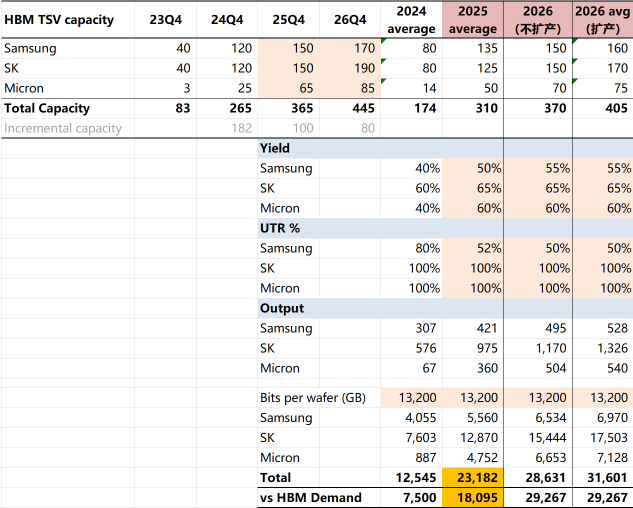 HBM TSV capacity 23Q4 24Q4 25Q4 26Q4 2024 average 2025 average 2026 (不扩产) 2026 avg (扩产)
Samsung 40 120 150 170 80 135 150 160
SK 40 120 150 190 80 125 150 170
Micron 3 25 65 85 14 50 70 75
Total Capacity 83 265 365 445 174 310 370 405
Incremental capacity 182 100 80
Yield
Samsung 40% 50% 55% 55%
SK 60% 65% 65% 65%
Micron 40% 60% 60% 60%
UTR %
Samsung 80% 52% 50% 50%
SK 100% 100% 100% 100%
Micron 100% 100% 100% 100%
Output
Samsung 307 421 495 528
SK 576 975 1,170 1,326
Micron 67 360 504 540
Bits per wafer (GB) 13,200 13,200 13,200 13,200
Samsung 4,055 5,560 6,534 6,970
SK 7,603 12,870 15,444 17,503
Micron 887 4,752 6,653 7,128
Total 12,545 23,182 28,631 31,601
vs HBM Demand 7,500 18,095 29,267 29,267